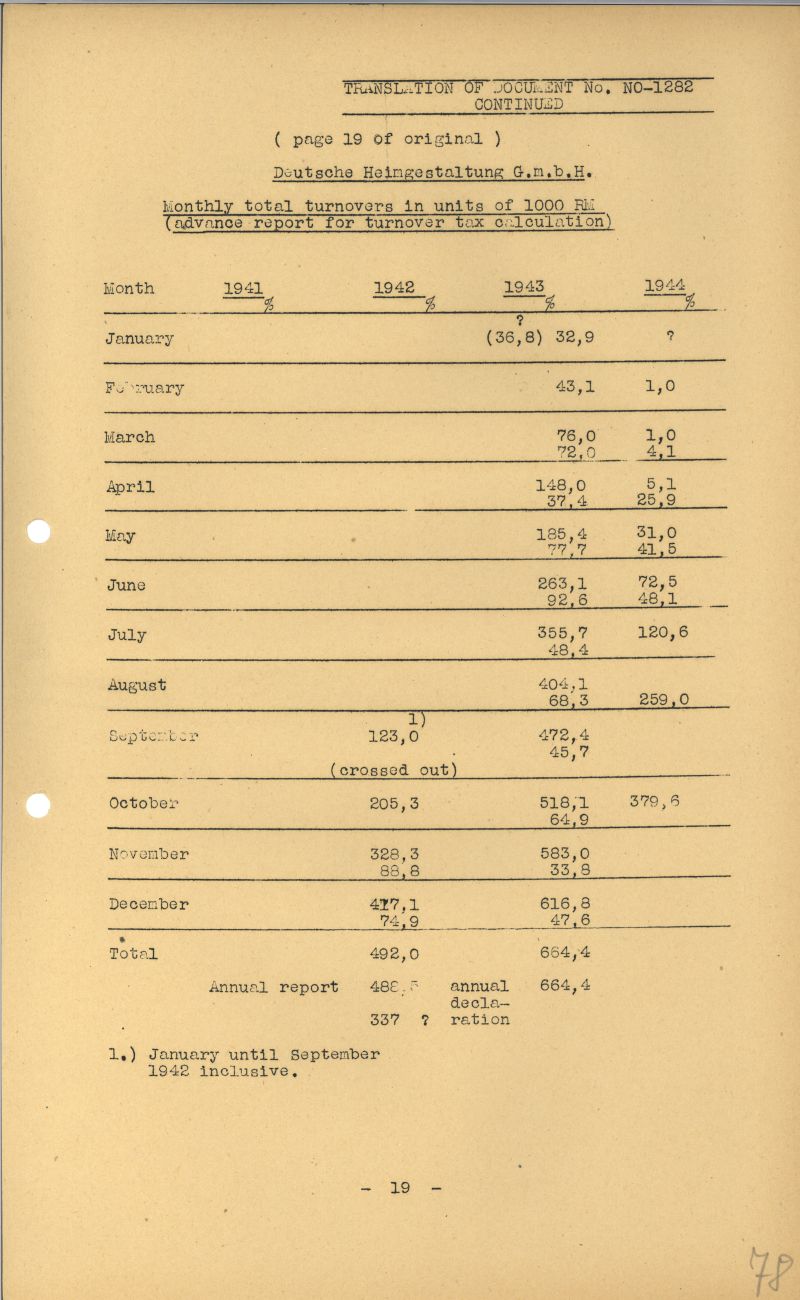 TRANSLATION OF DOCUMENT No. NO-1282
CONTINUED
( page 19 of original )
Deutsche Heimgestaltung G.m.b.H.
Monthly total turnovers in units of 1000 RM
(advance report for turnover tax calculation)
Month 1941 1942 1943 1944
% % % %
?
January (36,8) 32,9 ?
February 43,1 1,0
March 76,0 1,0
72,0 4,1
April 148,0 5,1
37,4 25,9
May 185,4 31,0
77,7 41,5
June 263,1 72,5
92,6 48,1
July 355,7 120,6
48,4
August 404,1
68,3 259,0
1)
September 123,0 472,4
45,7
(crossed out)
October 205,3 518,1 379,6
64,9
November 328,3 583,0
88,8 33,8
December 417,1 616,8
74,9 47,6
Total 492,0 664,4
Annual report annual 664,4
decla-
337 ? ration
1.) January until September
1942 inclusive.
- 19 -
78